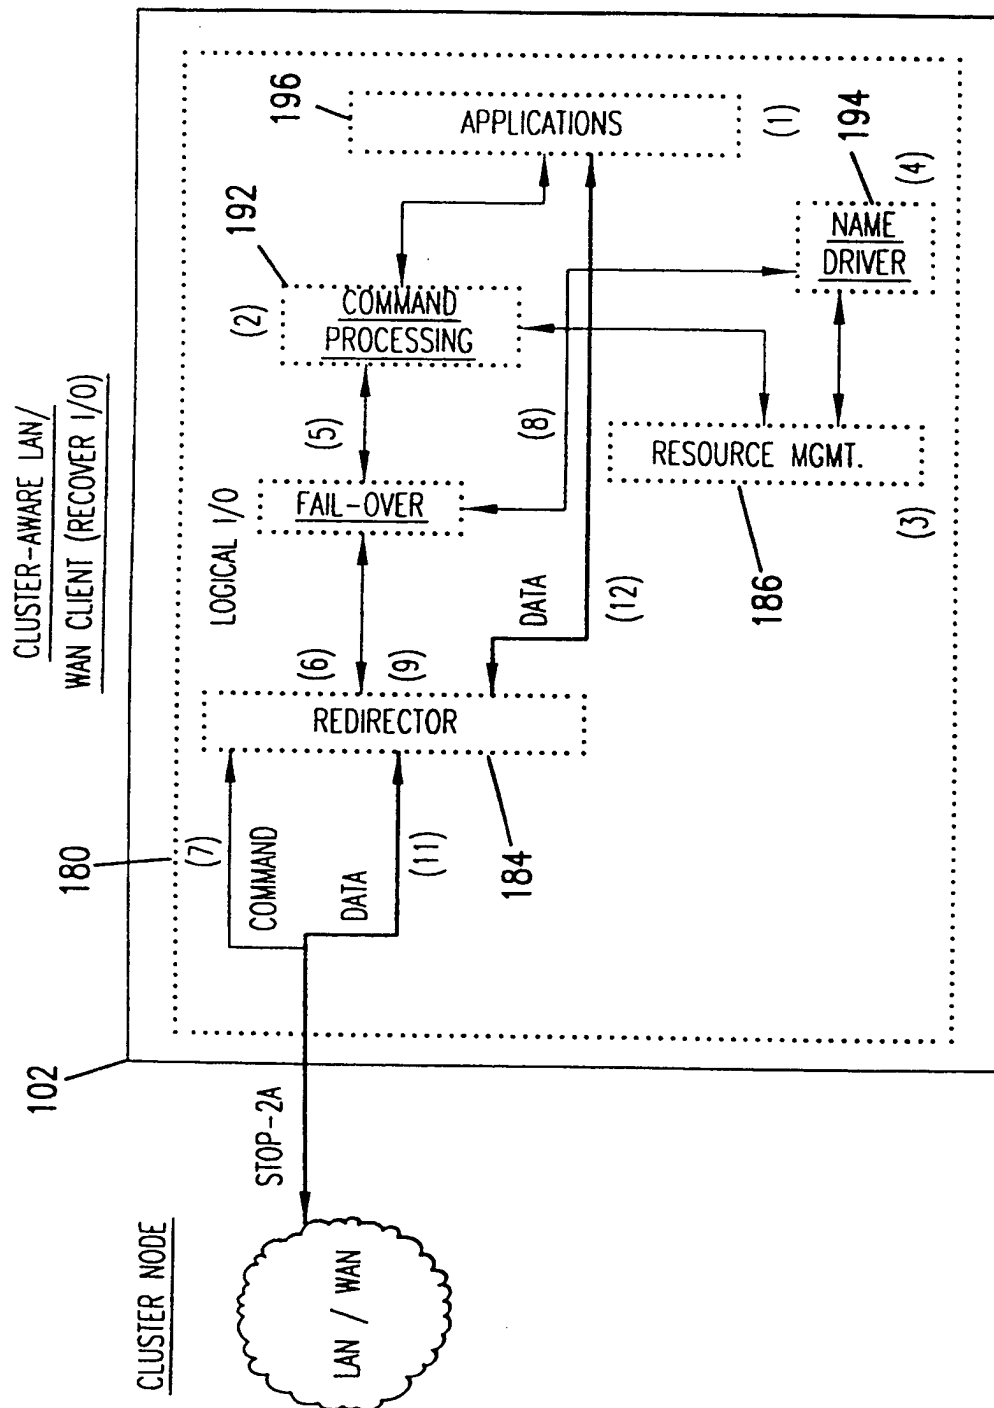 CLUSTER-AWARE LAN/
WAN CLIENT (RECOVER I/O)
CLUSTER NODE
LAN / WAN
STOP-2A
102
180
(7)
COMMAND
DATA
(11)
184
REDIRECTOR
(6)
(9)
LOGICAL I/O
FAIL-OVER
(5)
(2)
192
COMMAND
PROCESSING
196
APPLICATIONS
(1)
(8)
DATA
(12)
RESOURCE MGMT.
186
(3)
NAME
DRIVER
194
(4)